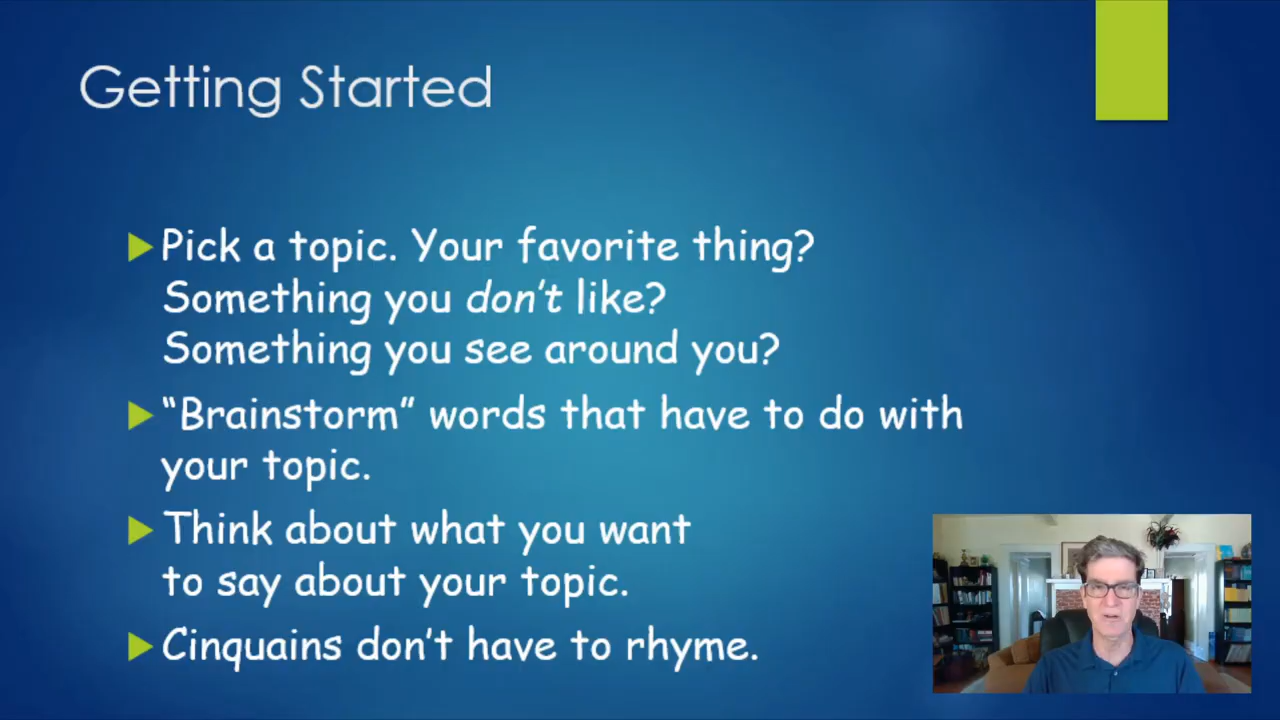 Getting Started
Pick a topic. Your favorite thing?
Something you don't like?
Something you see around you?
“Brainstorm” words that have to do with
your topic.
Think about what you want
to say about your topic.
Cinquains don't have to rhyme.